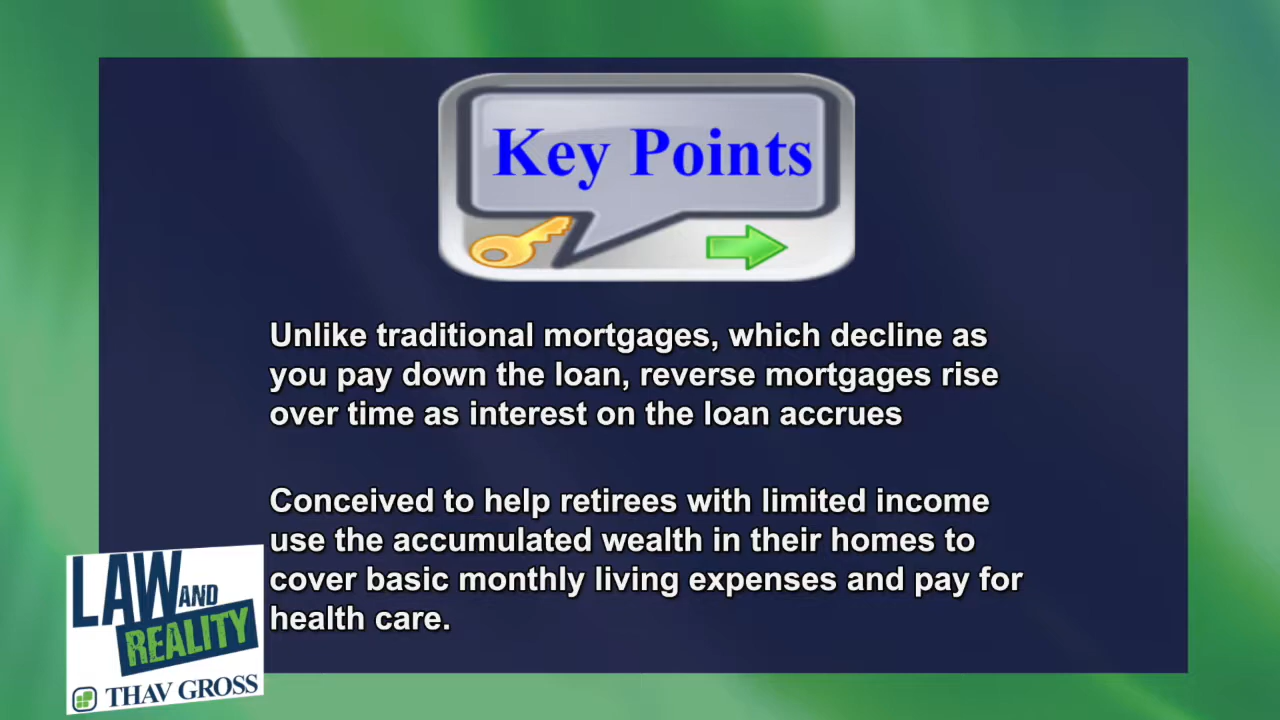 Key Points
Unlike traditional mortgages, which decline as
you pay down the loan, reverse mortgages rise
over time as interest on the loan accrues
Conceived to help retirees with limited income
use the accumulated wealth in their homes to
cover basic monthly living expenses and pay for
health care.
LAW AND
REALITY
THAV GROSS